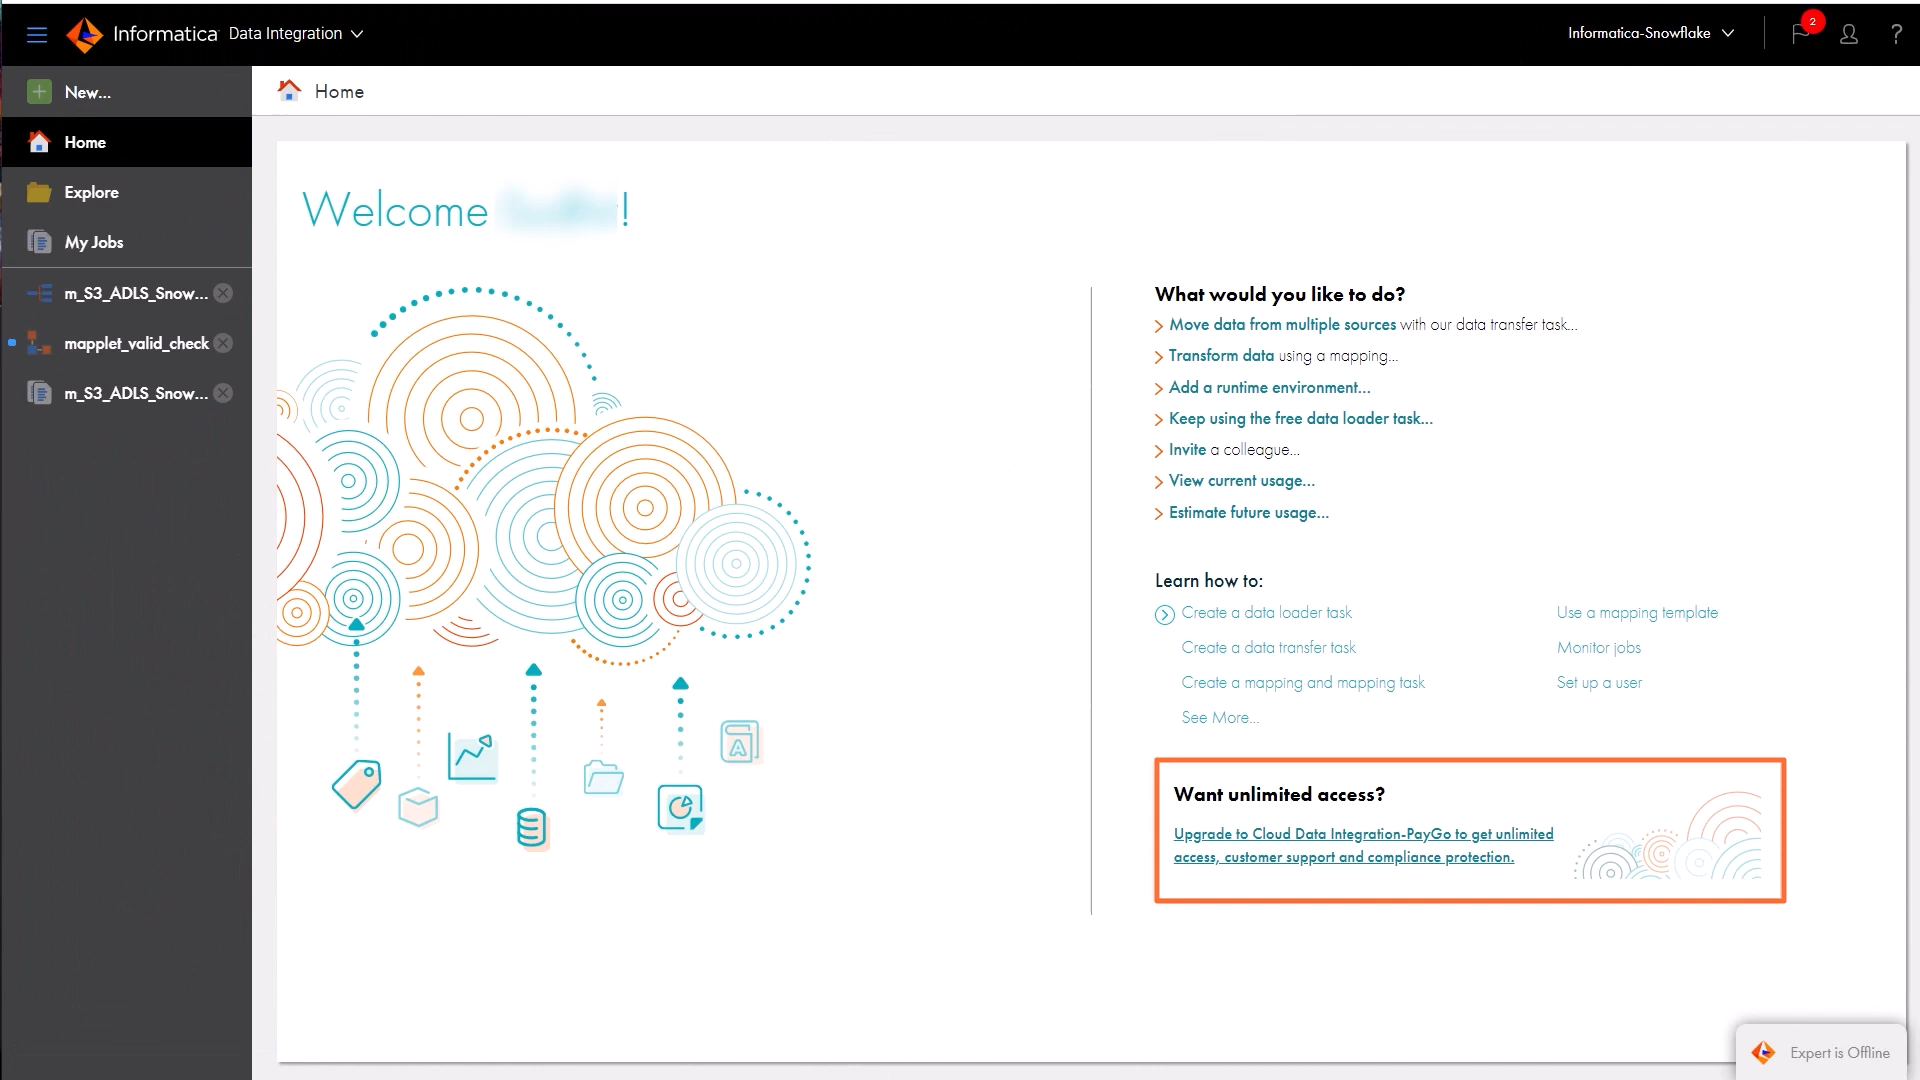 Informatica Data Integration
Informatica-Snowflake
2
?
New...
Home
Explore
My Jobs
m_S3_ADLS_Snow...
mapplet_valid_check
m_S3_ADLS_Snow...
Home
Welcome !
What would you like to do?
Move data from multiple sources with our data transfer task...
Transform data using a mapping...
Add a runtime environment...
Keep using the free data loader task...
Invite a colleague...
View current usage...
Estimate future usage...
Learn how to:
Create a data loader task
Create a data transfer task
Create a mapping and mapping task
See More...
Use a mapping template
Monitor jobs
Set up a user
Want unlimited access?
Upgrade to Cloud Data Integration-PayGo to get unlimited
access, customer support and compliance protection.
A
Expert is Offline